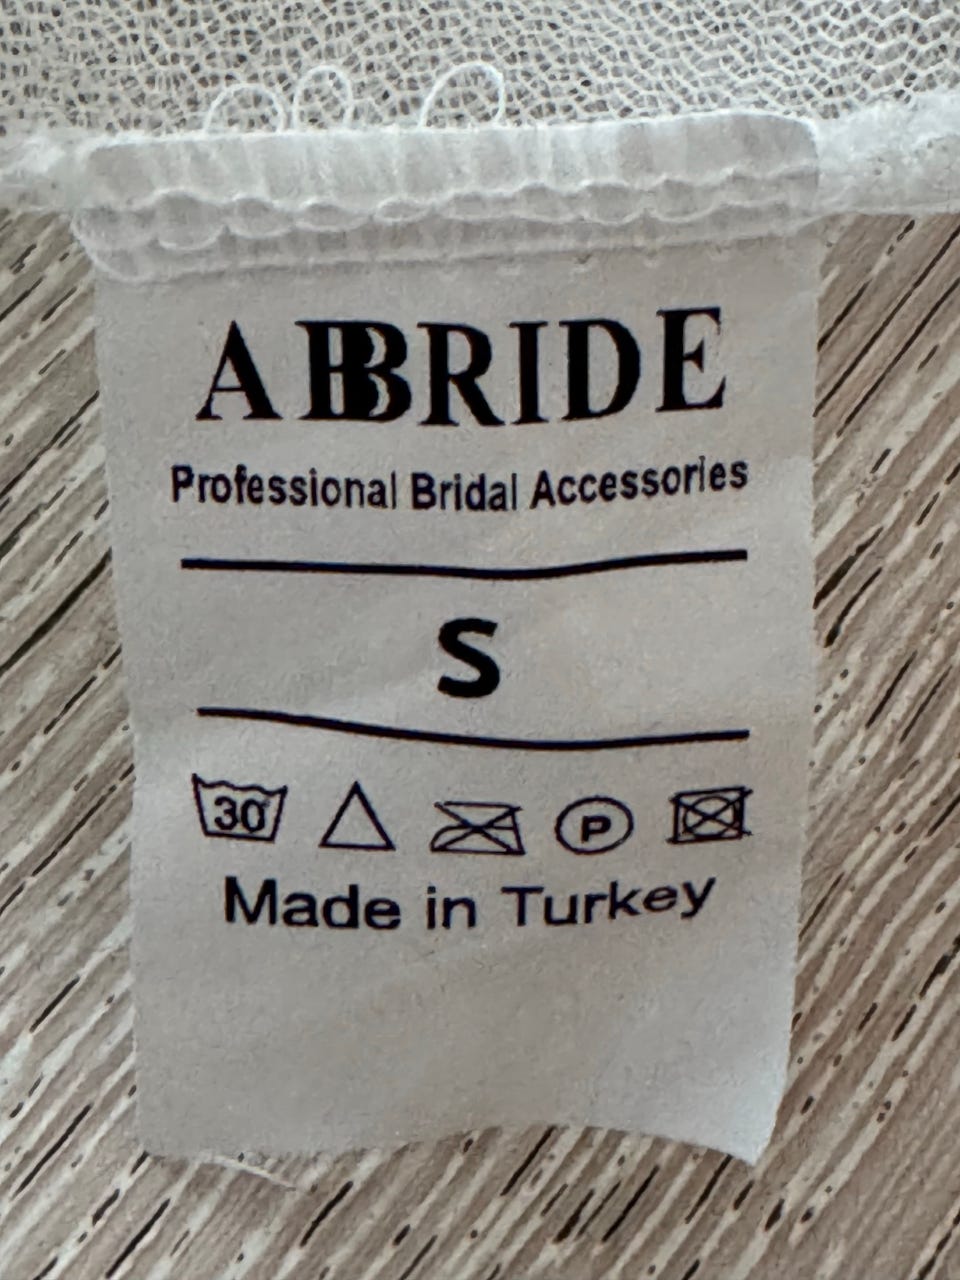 ABBRIDE
Professional Bridal Accessories
S
30 P
Made in Turkey